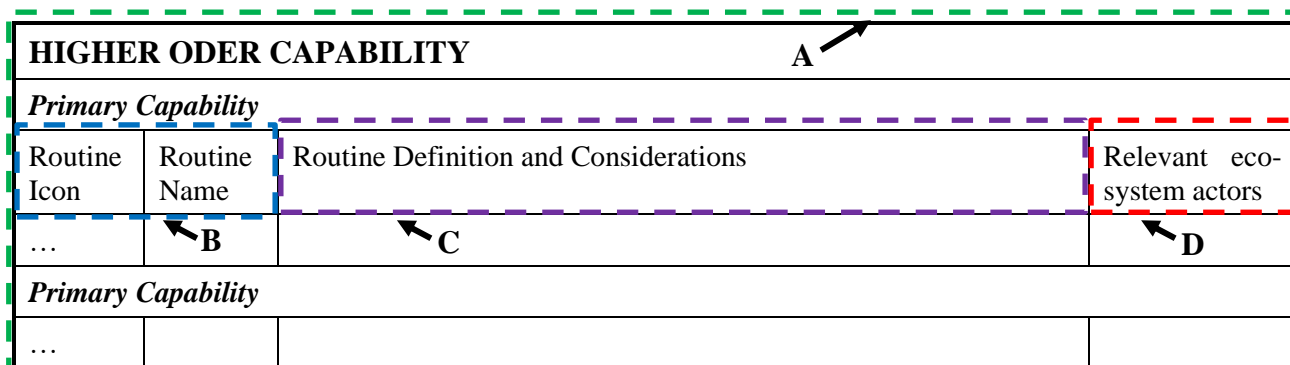 HIGHER ODER CAPABILITY
A
Primary Capability
Routine Icon
Routine Name
Routine Definition and Considerations
Relevant eco-
system actors
…
B
C
D
Primary Capability
…